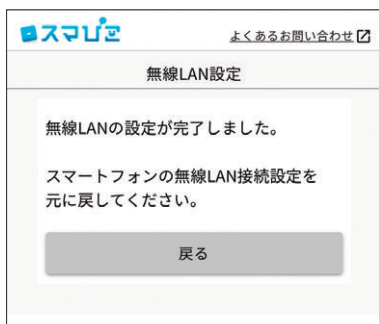 スマピタ
よくあるお問い合わせ
無線LAN設定
無線LANの設定が完了しました。
スマートフォンの無線LAN接続設定を
元に戻してください。
戻る